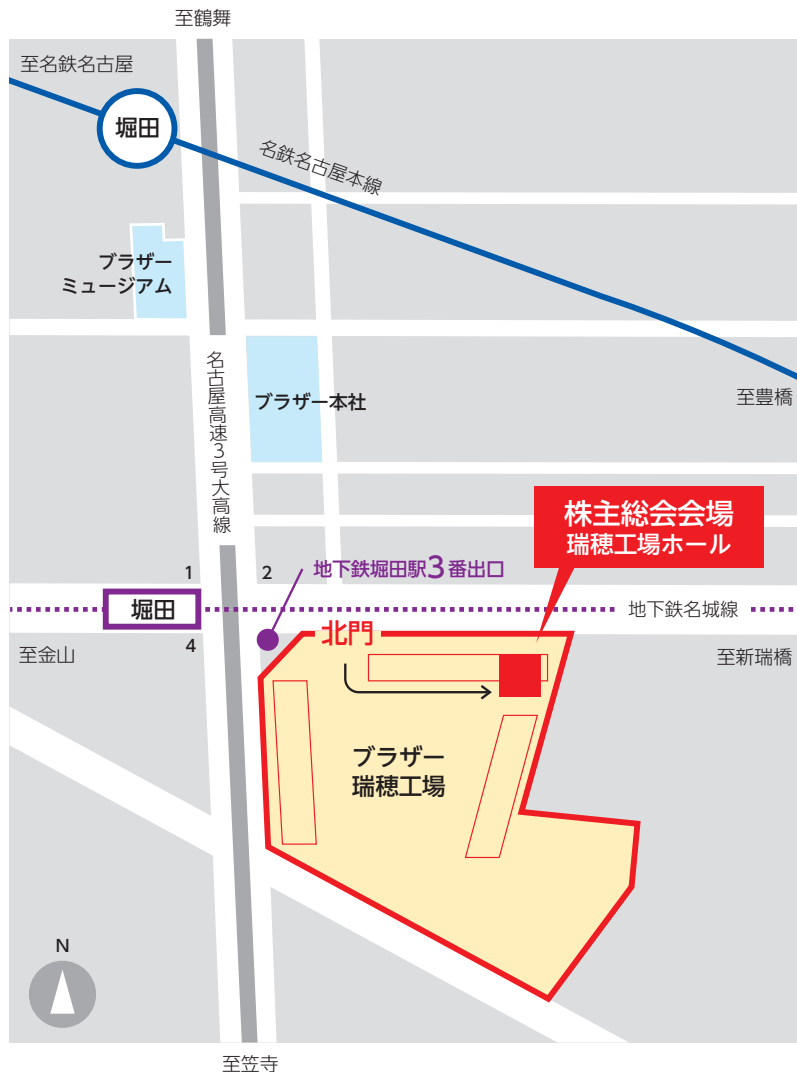 至鶴舞
至名鉄名古屋
堀田
名鉄名古屋本線
ブラザー
ミュージアム
至豊橋
名古屋高速3号大高線
ブラザー本社
株主総会会場
瑞穂工場ホール
1
2
地下鉄堀田駅3番出口
堀田
地下鉄名城線
4
北門
至金山
至新瑞橋
ブラザー
瑞穂工場
N
至笠寺